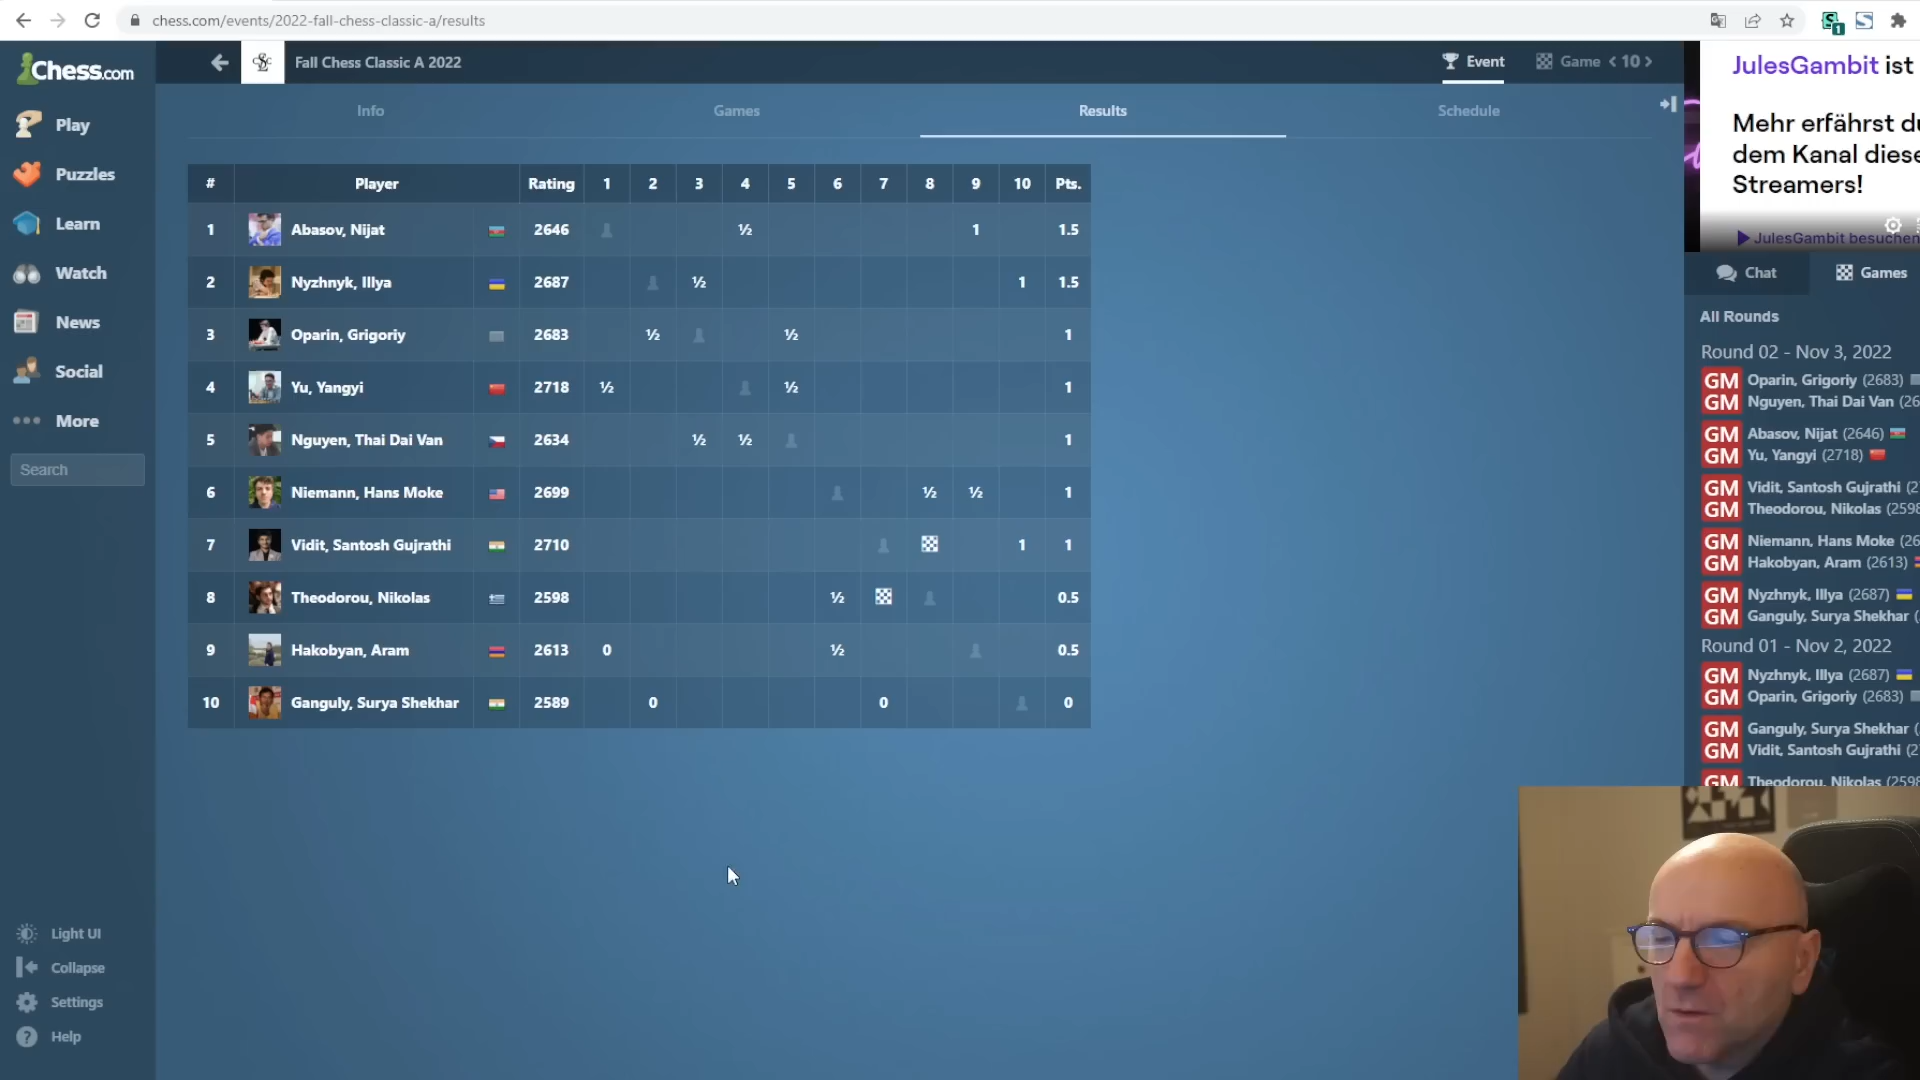 chess.com/events/2022-fall-chess-classic-a/results
Chess.com
Play
Puzzles
Learn
Watch
News
Social
More
Search
Light UI
Collapse
Settings
Help
Fall Chess Classic A 2022
Event
Game < 10 >
Info
Games
Results
Schedule
# Player Rating 1 2 3 4 5 6 7 8 9 10 Pts.
1 Abasov, Nijat 2646 ½ 1 1.5
2 Nyzhnyk, Illya 2687 ½ 1 1.5
3 Oparin, Grigoriy 2683 ½ ½ 1
4 Yu, Yangyi 2718 ½ ½ 1
5 Nguyen, Thai Dai Van 2634 ½ ½ 1
6 Niemann, Hans Moke 2699 ½ ½ 1
7 Vidit, Santosh Gujrathi 2710 1 1
8 Theodorou, Nikolas 2598 ½ 0.5
9 Hakobyan, Aram 2613 0 ½ 0.5
10 Ganguly, Surya Shekhar 2589 0 0 0
JulesGambit ist
Mehr erfährst du
dem Kanal diese
Streamers!
JulesGambit besuchen
Chat
Games
All Rounds
Round 02 - Nov 3, 2022
GM Oparin, Grigoriy (2683)
GM Nguyen, Thai Dai Van (26
GM Abasov, Nijat (2646)
GM Yu, Yangyi (2718)
GM Vidit, Santosh Gujrathi (2
GM Theodorou, Nikolas (2598
GM Niemann, Hans Moke (26
GM Hakobyan, Aram (2613)
GM Nyzhnyk, Illya (2687)
GM Ganguly, Surya Shekhar (
Round 01 - Nov 2, 2022
GM Nyzhnyk, Illya (2687)
GM Oparin, Grigoriy (2683)
GM Ganguly, Surya Shekhar (
GM Vidit, Santosh Gujrathi (2
GM Theodorou, Nikolas (2598